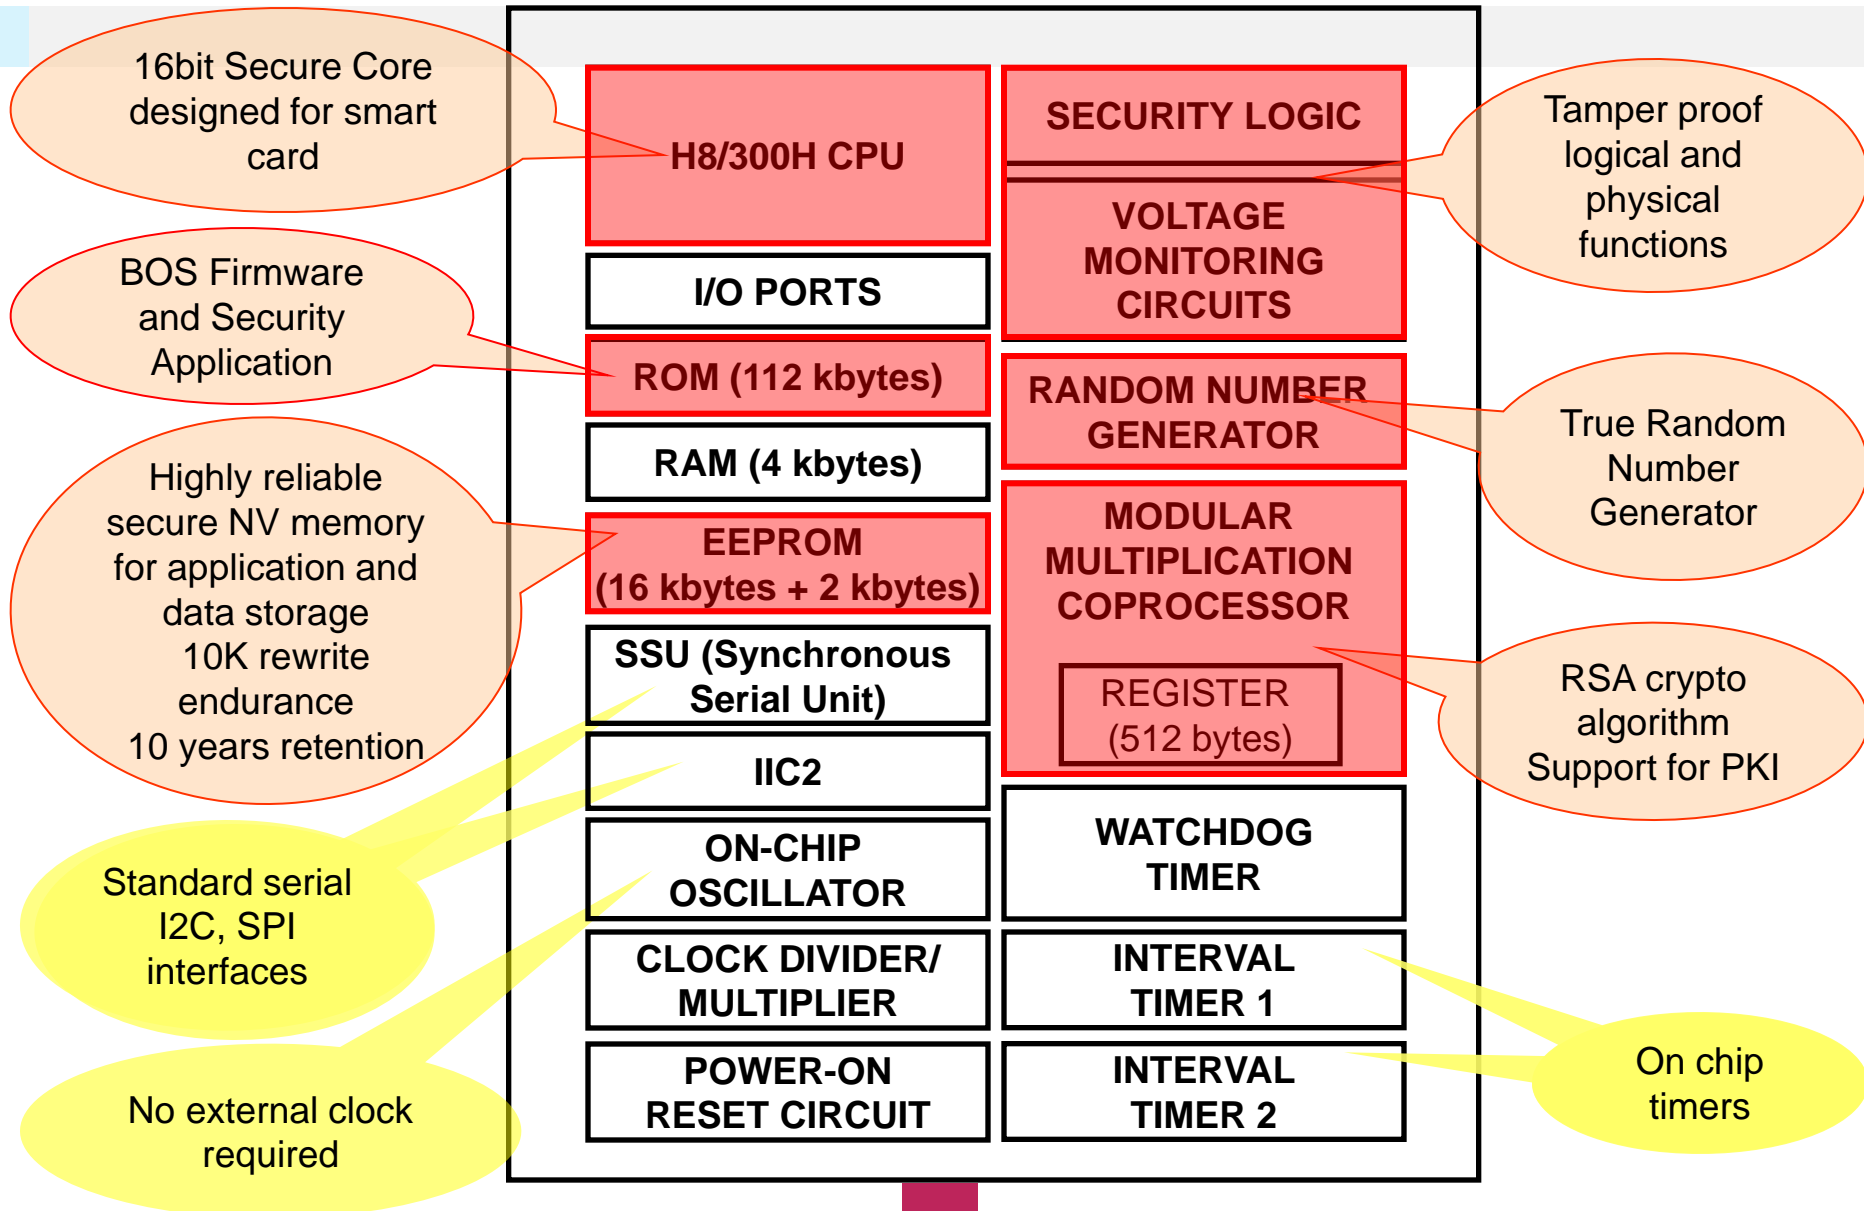 16bit Secure Core
designed for smart
card
BOS Firmware
and Security
Application
Highly reliable
secure NV memory
for application and
data storage
10K rewrite
endurance
10 years retention
Standard serial
I2C, SPI
interfaces
No external clock
required
H8/300H CPU
I/O PORTS
ROM (112 kbytes)
RAM (4 kbytes)
EEPROM
(16 kbytes + 2 kbytes)
SSU (Synchronous
Serial Unit)
IIC2
ON-CHIP
OSCILLATOR
CLOCK DIVIDER/
MULTIPLIER
POWER-ON
RESET CIRCUIT
SECURITY LOGIC
VOLTAGE
MONITORING
CIRCUITS
RANDOM NUMBER
GENERATOR
MODULAR
MULTIPLICATION
COPROCESSOR
REGISTER
(512 bytes)
WATCHDOG
TIMER
INTERVAL
TIMER 1
INTERVAL
TIMER 2
Tamper proof
logical and
physical
functions
True Random
Number
Generator
RSA crypto
algorithm
Support for PKI
On chip
timers